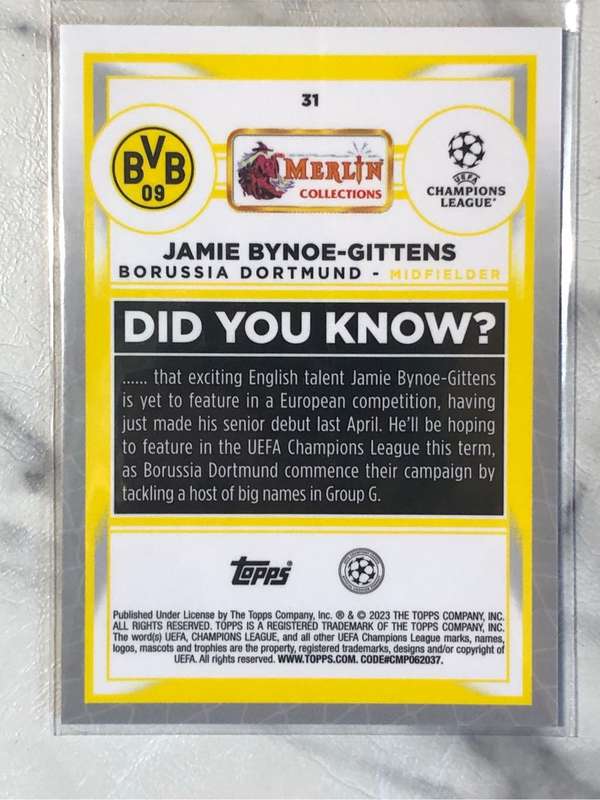 31
BVB
09
MERLIN
COLLECTIONS
UEFA
CHAMPIONS
LEAGUE®
JAMIE BYNOE-GITTENS
BORUSSIA DORTMUND - MIDFIELDER
DID YOU KNOW?
...... that exciting English talent Jamie Bynoe-Gittens
is yet to feature in a European competition, having
just made his senior debut last April. He'll be hoping
to feature in the UEFA Champions League this term,
as Borussia Dortmund commence their campaign by
tackling a host of big names in Group G.
Topps®
Published Under License by The Topps Company, Inc. ® & © 2023 THE TOPPS COMPANY, INC.
ALL RIGHTS RESERVED. TOPPS IS A REGISTERED TRADEMARK OF THE TOPPS COMPANY, INC.
The word(s) UEFA, CHAMPIONS LEAGUE, and all other UEFA Champions League marks, names,
logos, mascots and trophies are the property, registered trademarks, designs and/or copyright of
UEFA. All rights reserved. WWW.TOPPS.COM. CODE#CMP062037.